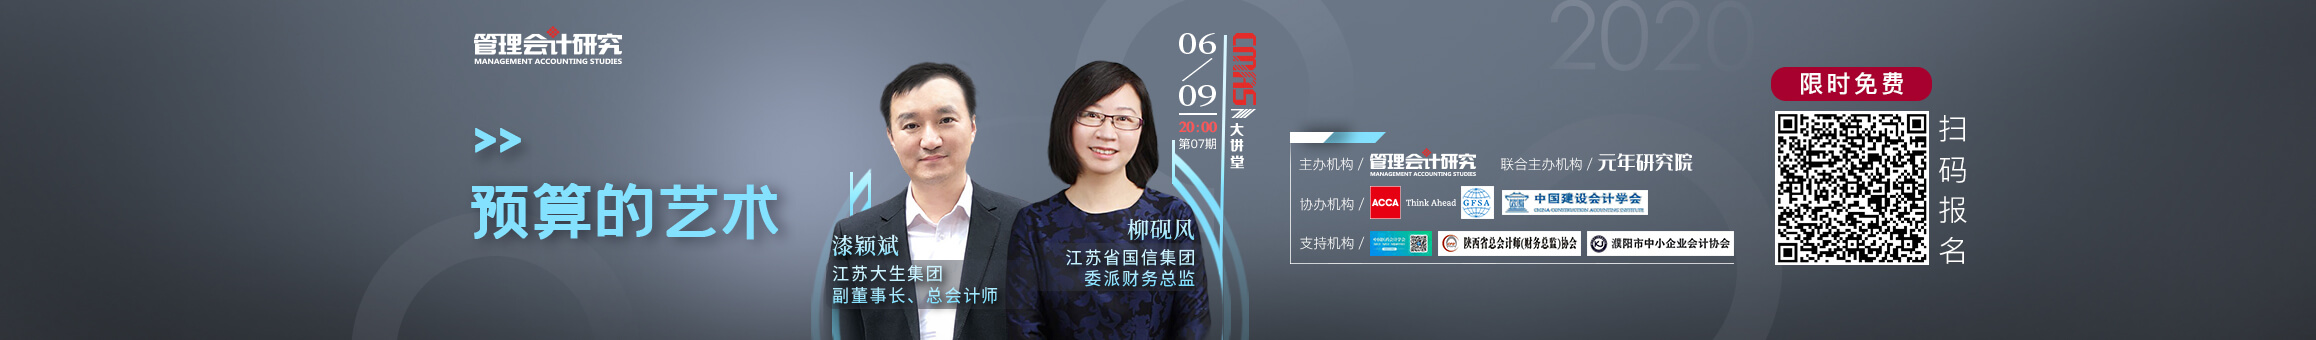 管理会计研究
MANAGEMENT ACCOUNTING STUDIES
>>
预算的艺术
漆颖斌
江苏大生集团
副董事长、总会计师
柳砚风
江苏省国信集团
委派财务总监
06
09
20:00
第07期
CMAS
大讲堂
2020
主办机构 / 管理会计研究 MANAGEMENT ACCOUNTING STUDIES
联合主办机构 / 元年研究院
协办机构 / ACCA Think Ahead GFSA 中国建设会计学会
CHINA CONSTRUCTION ACCOUNTING INSTITUTE
支持机构 / 陕西省总会计师(财务总监)协会 濮阳市中小企业会计协会
限时免费
扫码报名